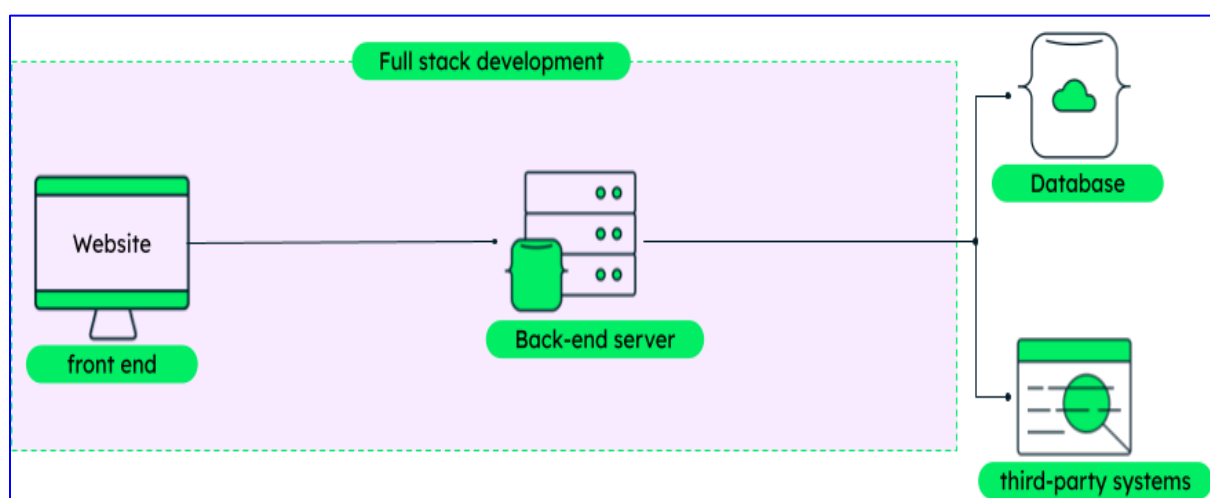 Full stack development
Database
Website
Back-end server
front end
third-party systems